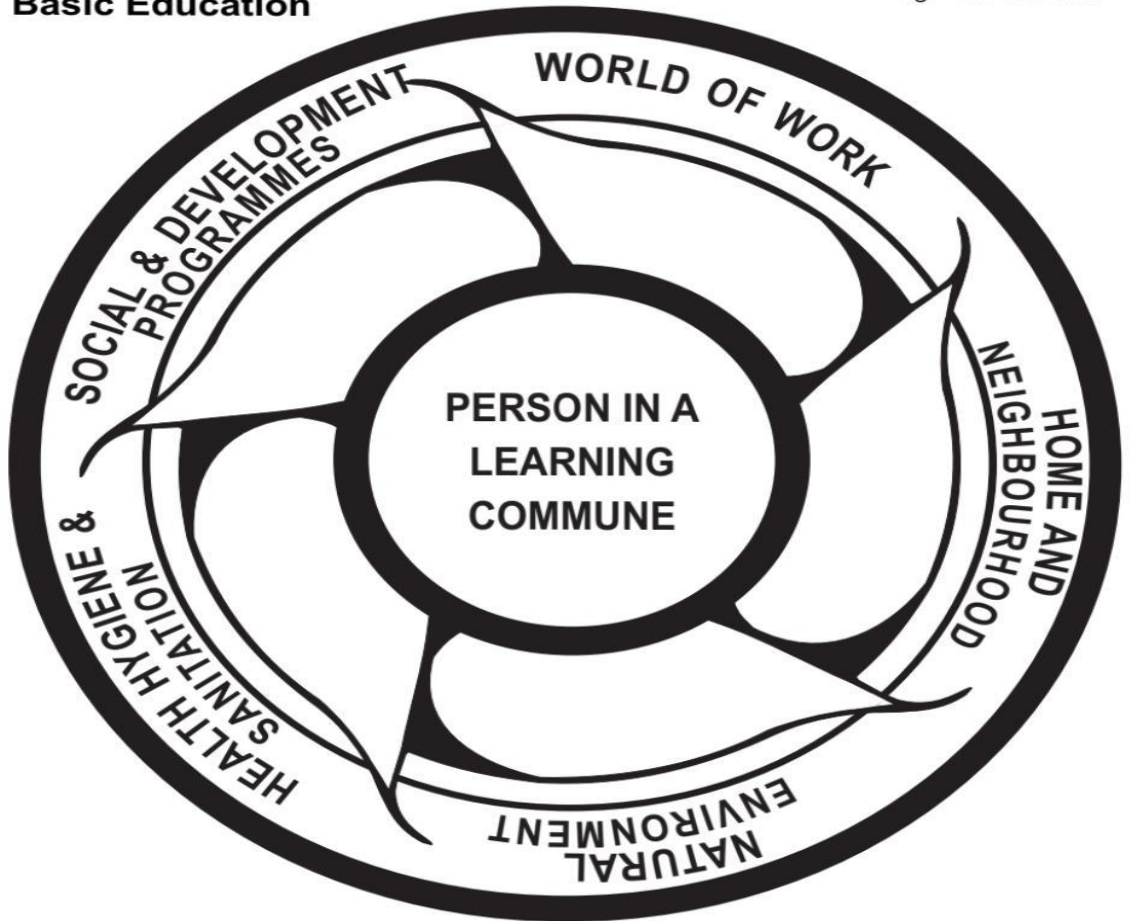 Basic Education
WORLD OF WORK
HOME AND
NEIGHBOURHOOD
NATURAL
ENVIRONMENT
HEALTH HYGIENE &
SANITATION
SOCIAL & DEVELOPMENT
PROGRAMMES
PERSON IN A
LEARNING
COMMUNE